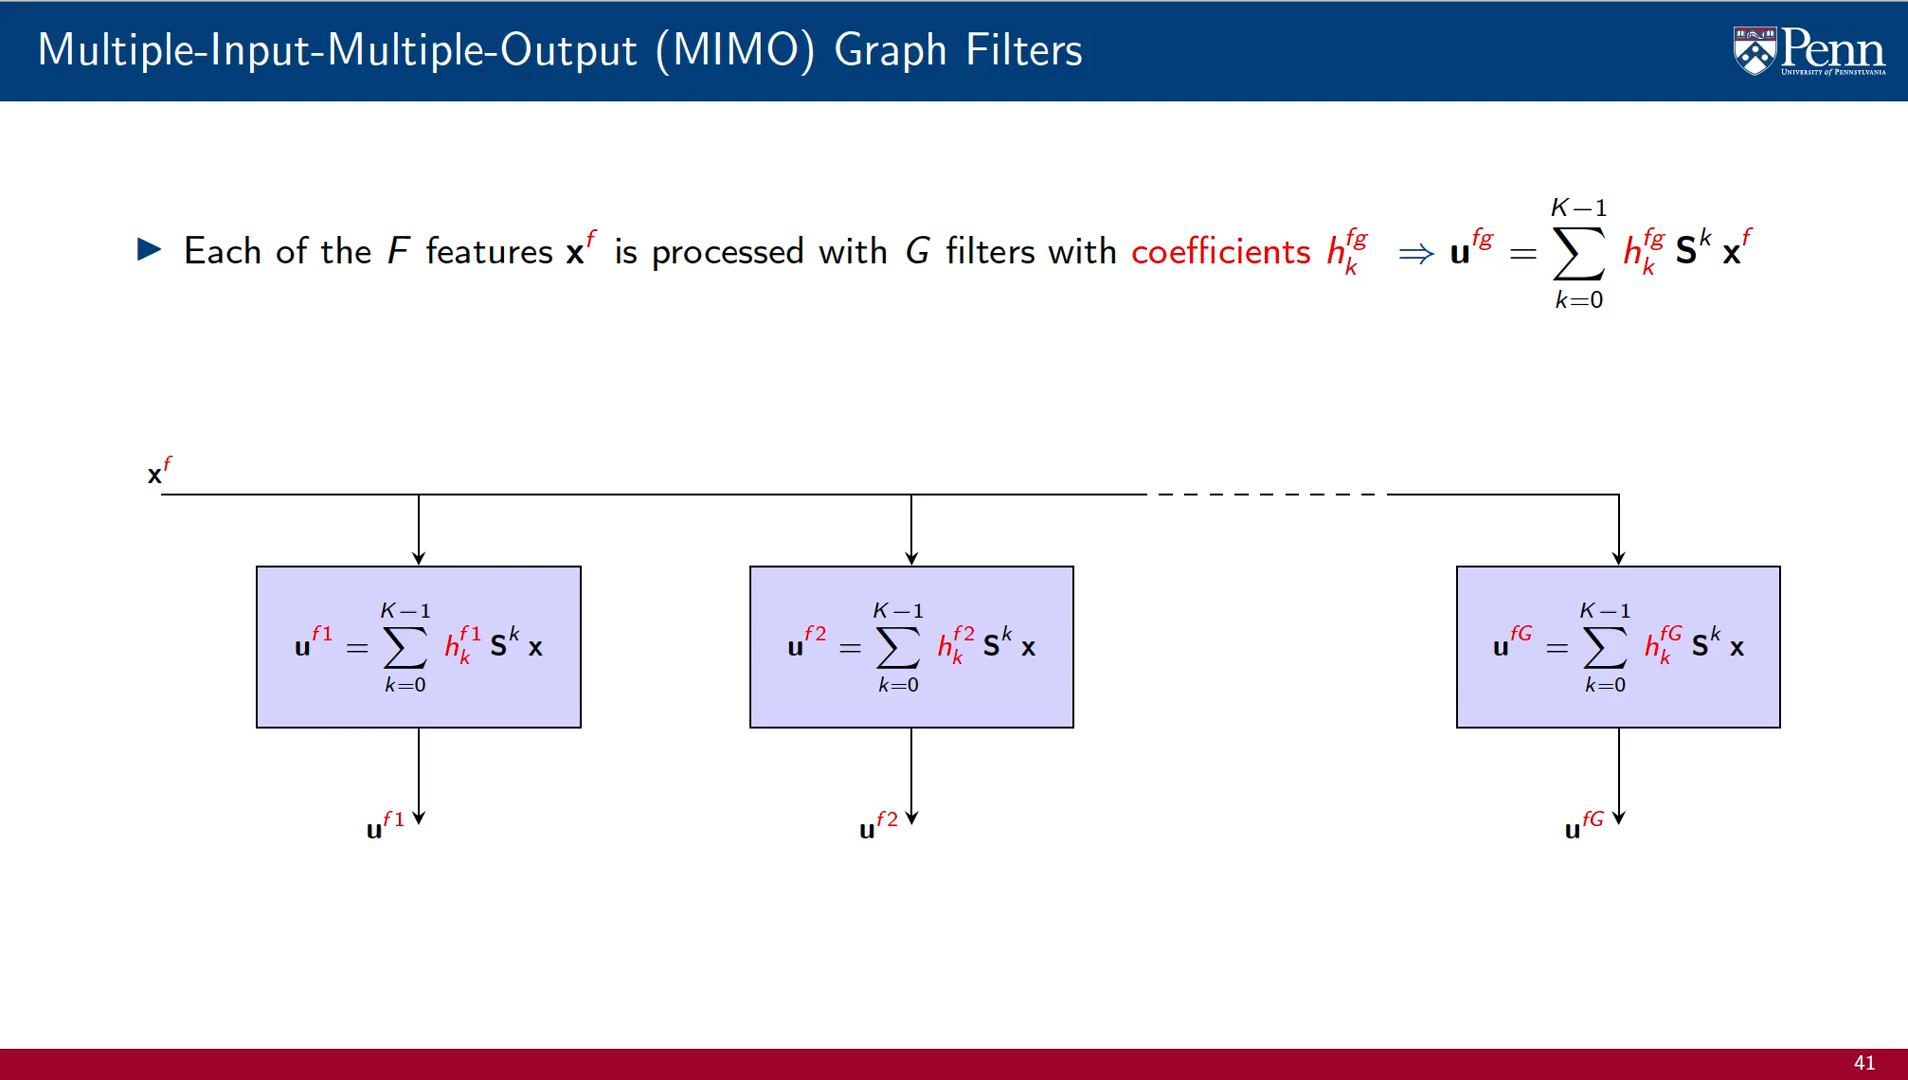 Multiple-Input-Multiple-Output (MIMO) Graph Filters
Penn
UNIVERSITY of PENNSYLVANIA
▶ Each of the F features x^f is processed with G filters with coefficients h_k^{fg} ⇒ u^{fg} = ∑_{k=0}^{K−1} h_k^{fg} S^k x^f
x^f
u^{f1} = ∑_{k=0}^{K−1} h_k^{f1} S^k x
u^{f2} = ∑_{k=0}^{K−1} h_k^{f2} S^k x
u^{fG} = ∑_{k=0}^{K−1} h_k^{fG} S^k x
u^{f1}
u^{f2}
u^{fG}
41